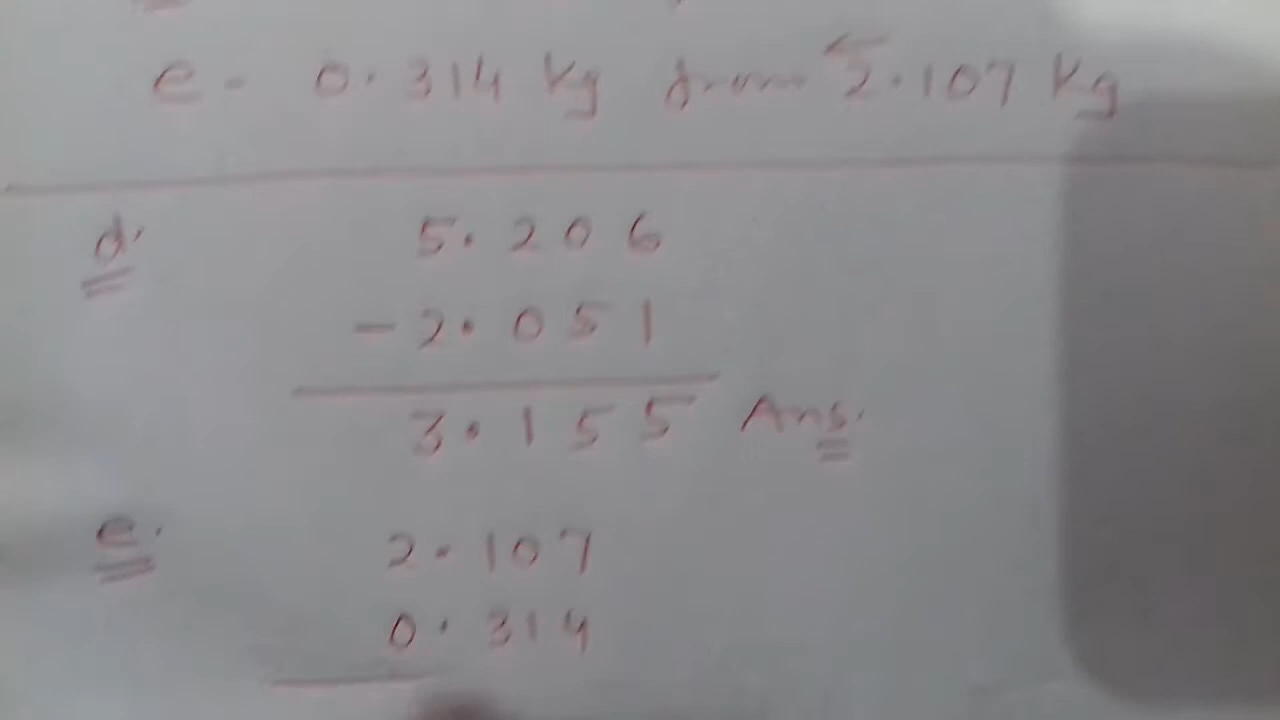 e - 0.314 Kg from 2.107 Kg
d. 5.206
- 2.051
3.155 Ans.
e. 2.107
0.314